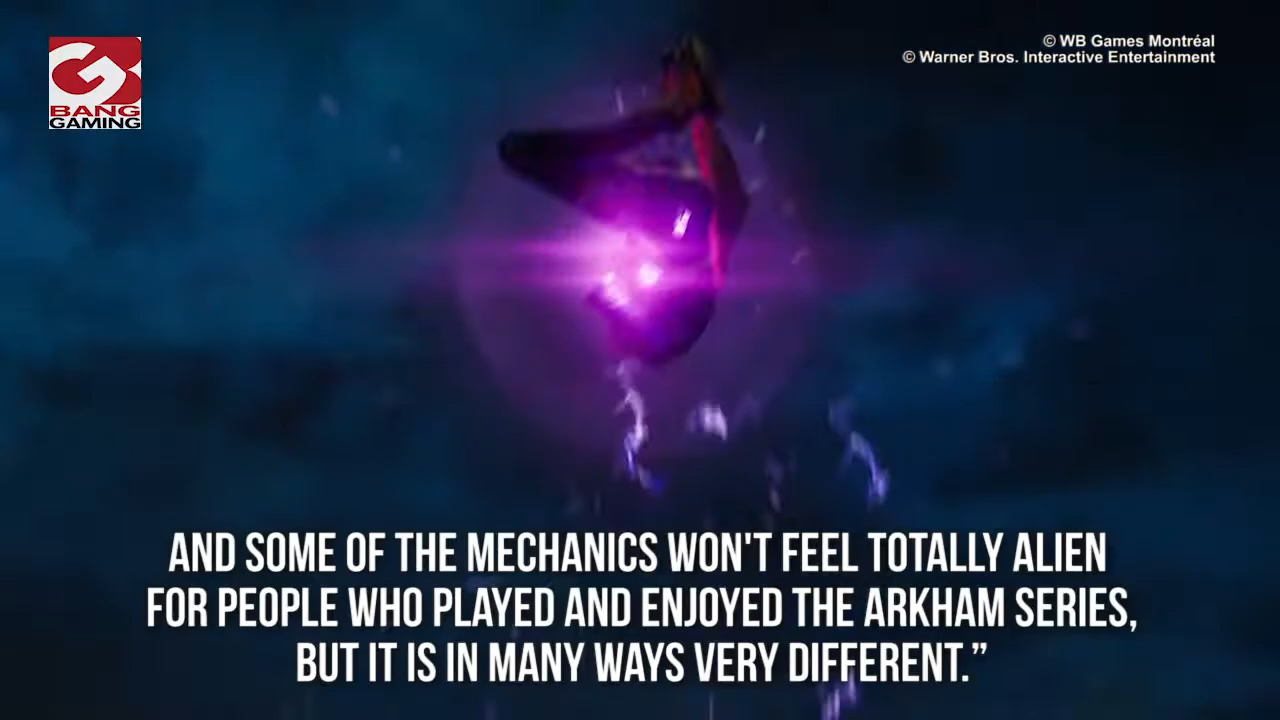 BANG
GAMING
© WB Games Montréal
© Warner Bros. Interactive Entertainment
AND SOME OF THE MECHANICS WON'T FEEL TOTALLY ALIEN
FOR PEOPLE WHO PLAYED AND ENJOYED THE ARKHAM SERIES,
BUT IT IS IN MANY WAYS VERY DIFFERENT.”